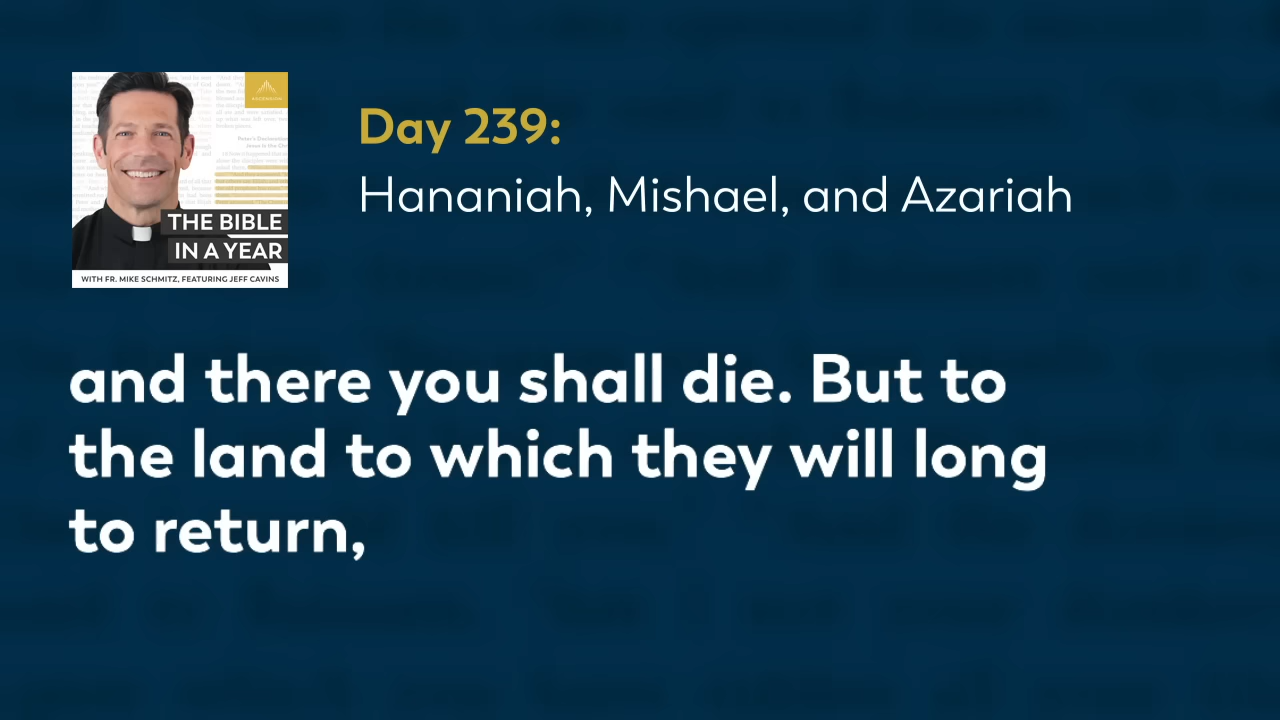 ASCENSION
THE BIBLE
IN A YEAR
WITH FR. MIKE SCHMITZ, FEATURING JEFF CAVINS
Day 239:
Hananiah, Mishael, and Azariah
and there you shall die. But to
the land to which they will long
to return,